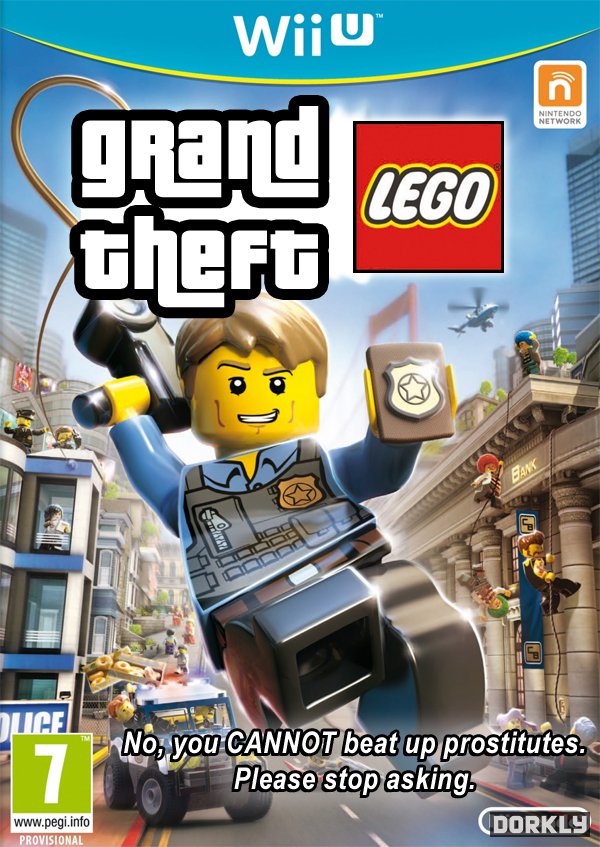 Wii U™
NINTENDO
NETWORK
grand
theft
LEGO
BANK
POLICE
No, you CANNOT beat up prostitutes.
Please stop asking.
7
www.pegi.info
PROVISIONAL
DORKLY